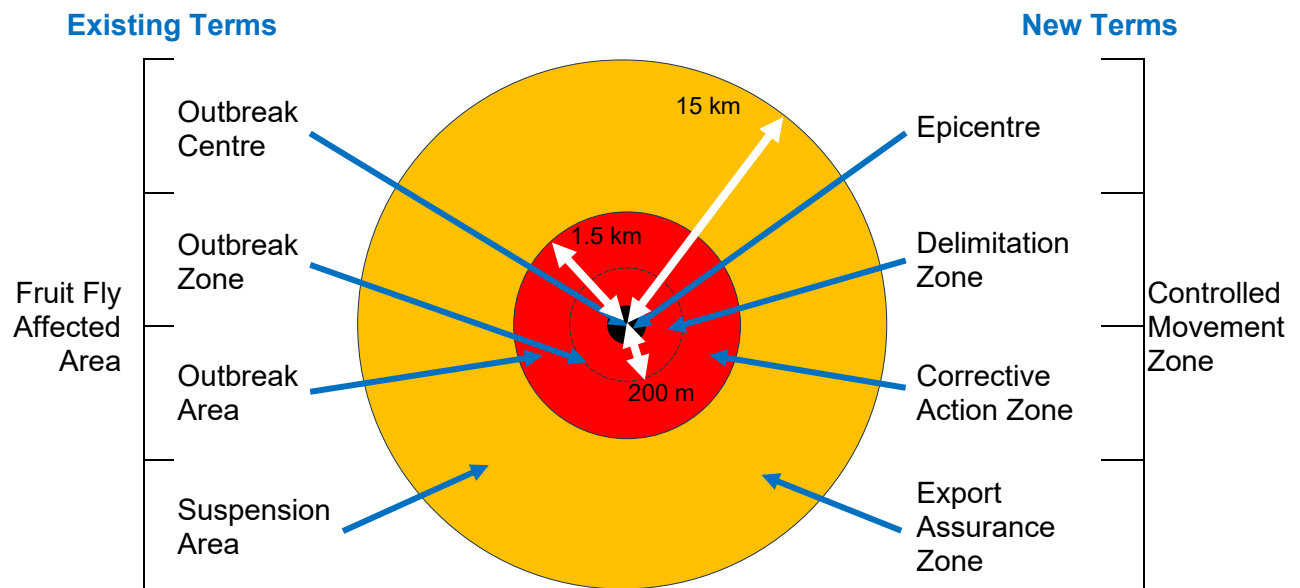 Existing Terms
New Terms
Outbreak
Centre
15 km
Epicentre
Outbreak
Zone
1.5 km
Delimitation
Zone
Fruit Fly
Affected
Area
Controlled
Movement
Zone
Outbreak
Area
200 m
Corrective
Action Zone
Suspension
Area
Export
Assurance
Zone